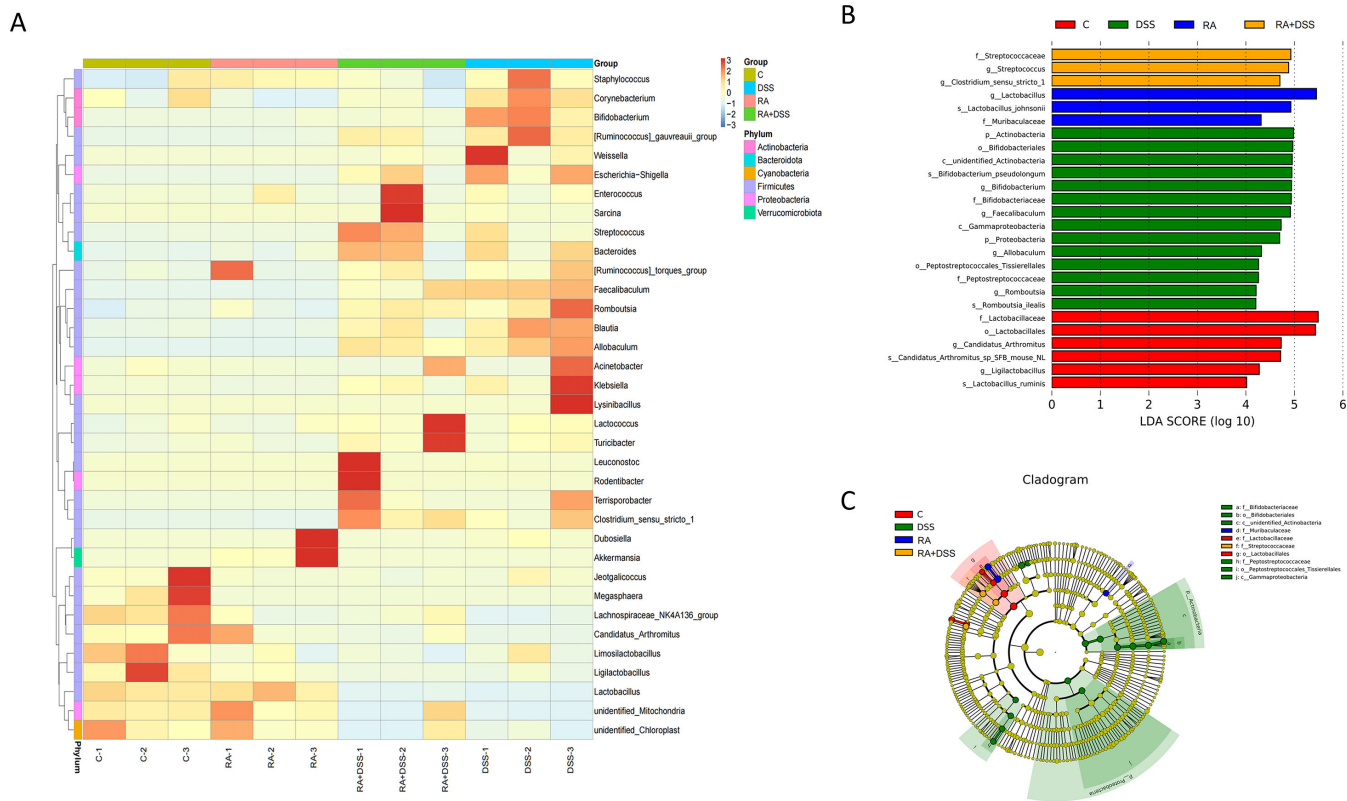 A
Group
Staphylococcus
Corynebacterium
Bifidobacterium
[Ruminococcus]_gauvreauii_group
Weissella
Escherichia-Shigella
Enterococcus
Sarcina
Streptococcus
Bacteroides
[Ruminococcus]_torques_group
Faecalibaculum
Romboutsia
Blautia
Allobaculum
Acinetobacter
Klebsiella
Lysinibacillus
Lactococcus
Turicibacter
Leuconostoc
Rodentibacter
Terrisporobacter
Clostridium_sensu_stricto_1
Dubosiella
Akkermansia
Jeotgalicoccus
Megasphaera
Lachnospiraceae_NK4A136_group
Candidatus_Arthromitus
Limosilactobacillus
Ligilactobacillus
Lactobacillus
unidentified_Mitochondria
unidentified_Chloroplast
Phylum
C-1
C-2
C-3
RA-1
RA-2
RA-3
RA+DSS-1
RA+DSS-2
RA+DSS-3
DSS-1
DSS-2
DSS-3
3
2
1
0
-1
-2
-3
Group
C
DSS
RA
RA+DSS
Phylum
Actinobacteria
Bacteroidota
Cyanobacteria
Firmicutes
Proteobacteria
Verrucomicrobiota
B
C
DSS
RA
RA+DSS
f__Streptococcaceae
g__Streptococcus
g__Clostridium_sensu_stricto_1
g__Lactobacillus
s__Lactobacillus_johnsonii
f__Muribaculaceae
p__Actinobacteria
o__Bifidobacteriales
c__unidentified_Actinobacteria
s__Bifidobacterium_pseudolongum
g__Bifidobacterium
f__Bifidobacteriaceae
g__Faecalibaculum
c__Gammaproteobacteria
p__Proteobacteria
g__Allobaculum
o__Peptostreptococcales_Tissierellales
f__Peptostreptococcaceae
g__Romboutsia
s__Romboutsia_ilealis
f__Lactobacillaceae
o__Lactobacillales
g__Candidatus_Arthromitus
s__Candidatus_Arthromitus_sp_SFB_mouse_NL
g__Ligilactobacillus
s__Lactobacillus_ruminis
0 1 2 3 4 5 6
LDA SCORE (log 10)
C
Cladogram
C
DSS
RA
RA+DSS
a: f__Bifidobacteriaceae
b: o__Bifidobacteriales
c: c__unidentified_Actinobacteria
d: f__Muribaculaceae
e: f__Lactobacillaceae
f: f__Streptococcaceae
g: o__Lactobacillales
h: f__Peptostreptococcaceae
i: o__Peptostreptococcales_Tissierellales
j: c__Gammaproteobacteria
p__Actinobacteria
c
g
j
p__Proteobacteria